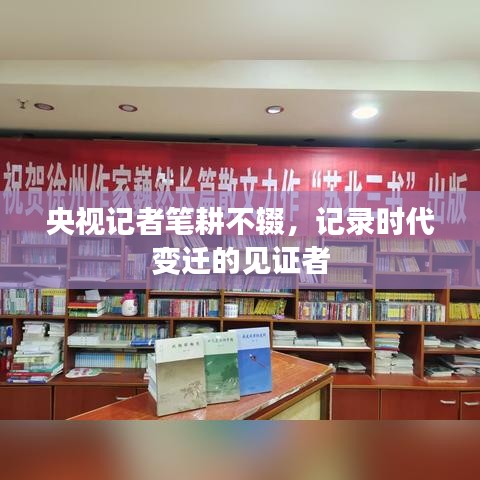 祝贺徐州作家巍然长篇散文力作“苏北三书”出版
央视记者笔耕不辍，记录时代
变迁的见证者